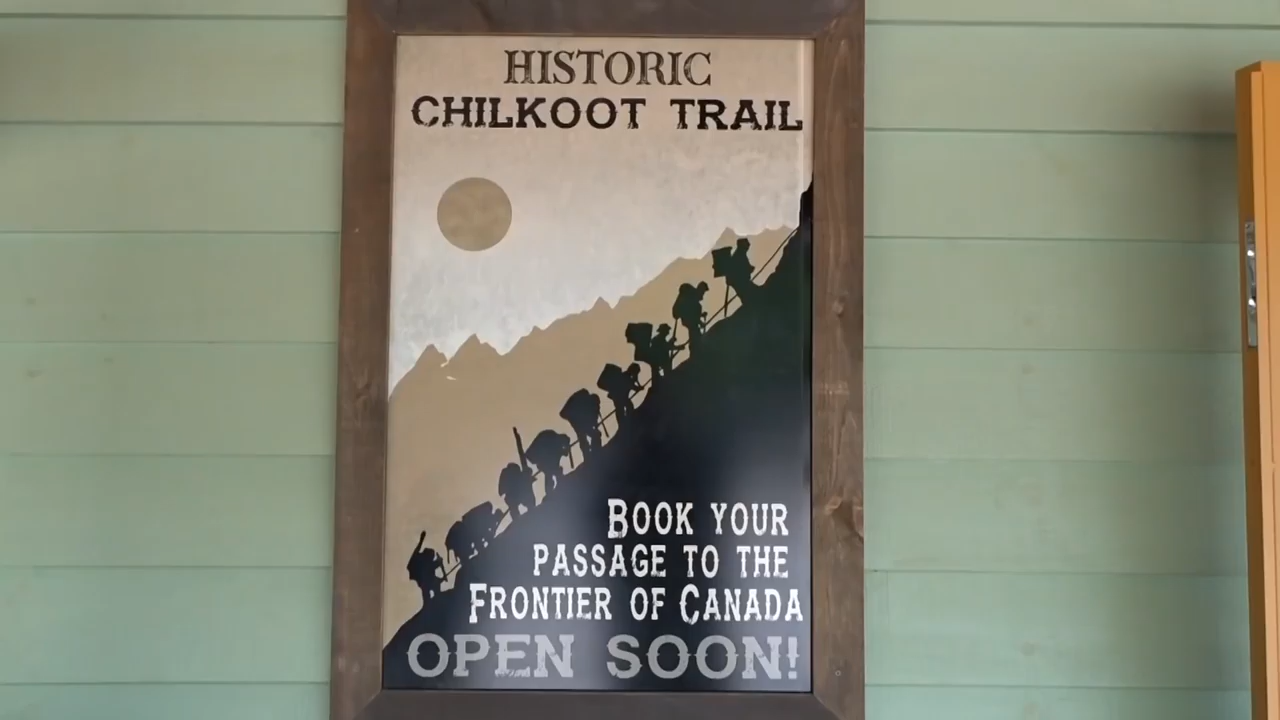 HISTORIC
CHILKOOT TRAIL
BOOK YOUR
PASSAGE TO THE
FRONTIER OF CANADA
OPEN SOON!